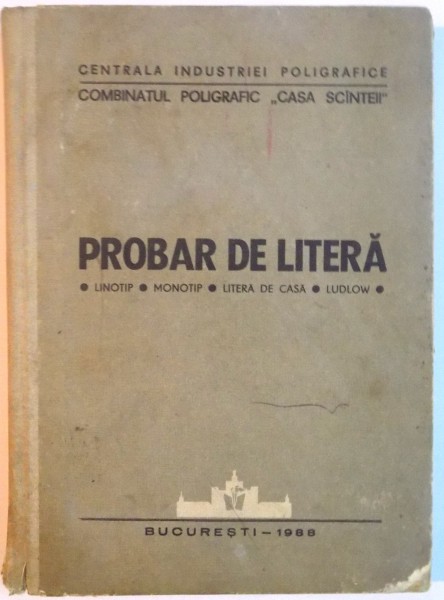 CENTRALA INDUSTRIEI POLIGRAFICE
COMBINATUL POLIGRAFIC „CASA SCÎNTEII"
PROBAR DE LITERĂ
● LINOTIP ● MONOTIP ● LITERA DE CASĂ ● LUDLOW ●
BUCUREȘTI – 1988